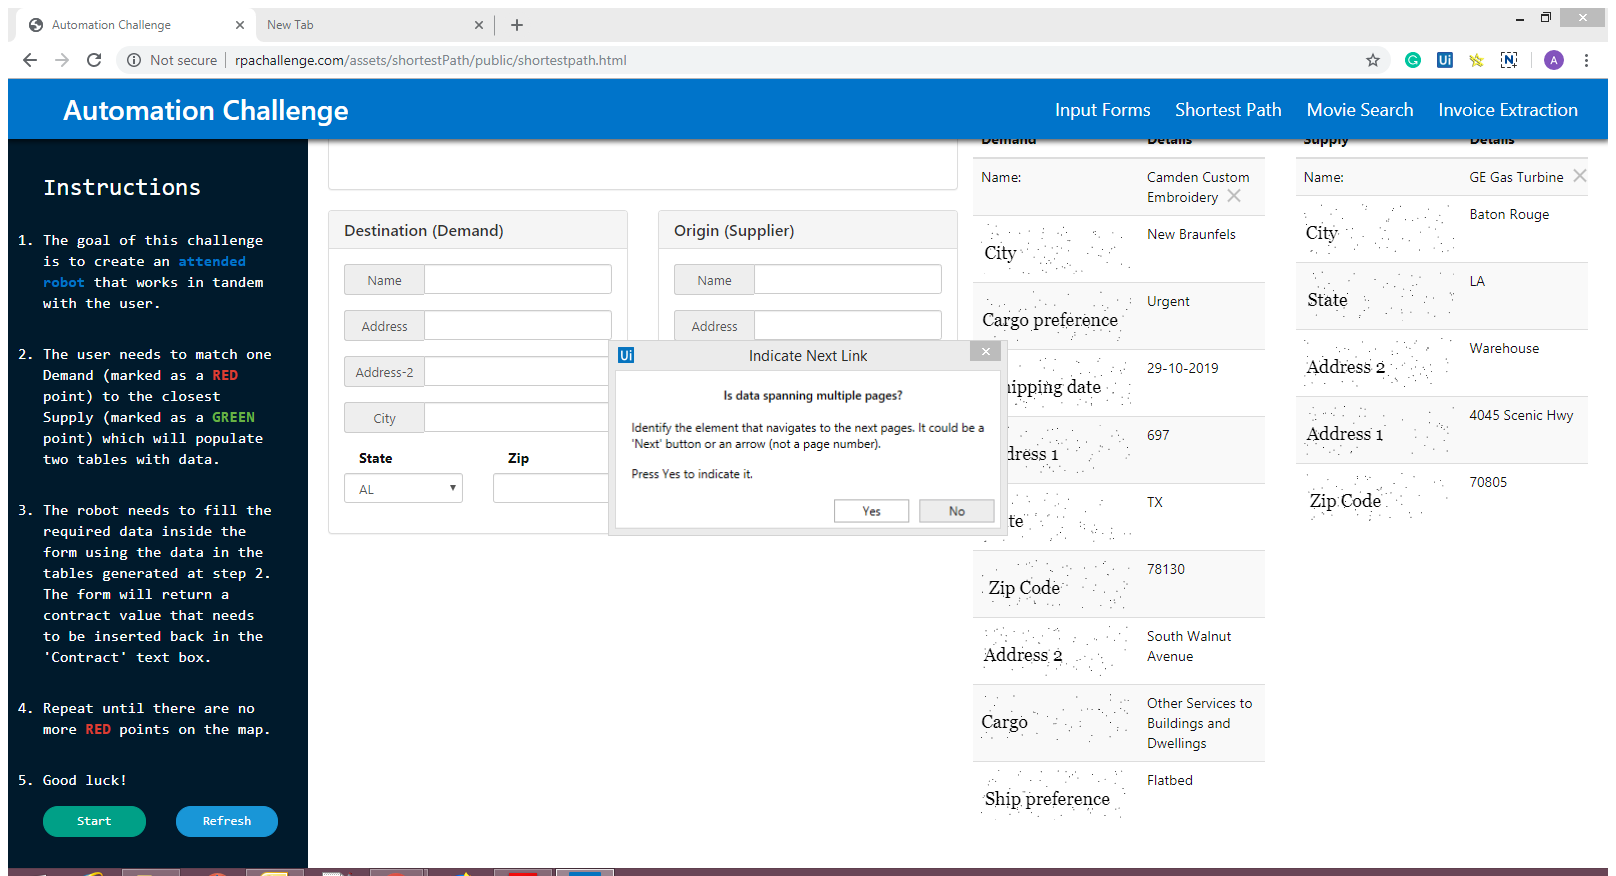 Automation Challenge
New Tab
Not secure
rpachallenge.com/assets/shortestPath/public/shortestpath.html
A
Automation Challenge
Input Forms
Shortest Path
Movie Search
Invoice Extraction
Instructions
1. The goal of this challenge
is to create an attended
robot that works in tandem
with the user.
2. The user needs to match one
Demand (marked as a RED
point) to the closest
Supply (marked as a GREEN
point) which will populate
two tables with data.
3. The robot needs to fill the
required data inside the
form using the data in the
tables generated at step 2.
The form will return a
contract value that needs
to be inserted back in the
'Contract' text box.
4. Repeat until there are no
more RED points on the map.
5. Good luck!
Start
Refresh
Destination (Demand)
Name
Address
Address-2
City
State
Zip
AL
Origin (Supplier)
Name
Address
Ui
Indicate Next Link
Is data spanning multiple pages?
Identify the element that navigates to the next pages. It could be a
'Next' button or an arrow (not a page number).
Press Yes to indicate it.
Yes
No
Demand
Details
Name:
Camden Custom
Embroidery
City
New Braunfels
Cargo preference
Urgent
hipping date
29-10-2019
dress 1
697
te
TX
Zip Code
78130
Address 2
South Walnut
Avenue
Cargo
Other Services to
Buildings and
Dwellings
Ship preference
Flatbed
Supply
Details
Name:
GE Gas Turbine
City
Baton Rouge
State
LA
Address 2
Warehouse
Address 1
4045 Scenic Hwy
Zip Code
70805